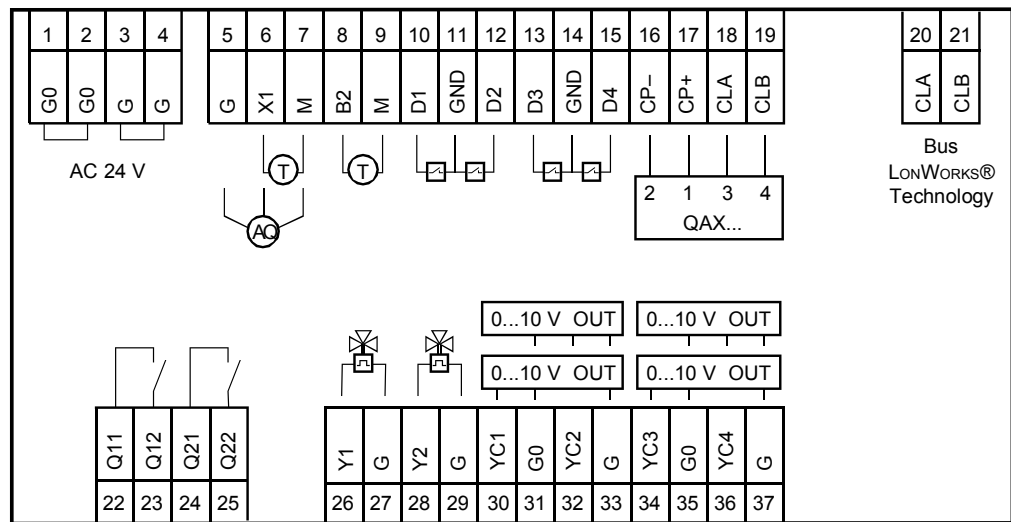 1 2 3 4 5 6 7 8 9 10 11 12 13 14 15 16 17 18 19 20 21
G0 G0 G G G X1 M B2 M D1 GND D2 D3 GND D4 CP– CP+ CLA CLB CLA CLB
AC 24 V
T T
AQ
2 1 3 4
QAX...
Bus
LONWORKS®
Technology
0...10 V OUT 0...10 V OUT
0...10 V OUT 0...10 V OUT
Q11 Q12 Q21 Q22 Y1 G Y2 G YC1 G0 YC2 G YC3 G0 YC4 G
22 23 24 25 26 27 28 29 30 31 32 33 34 35 36 37